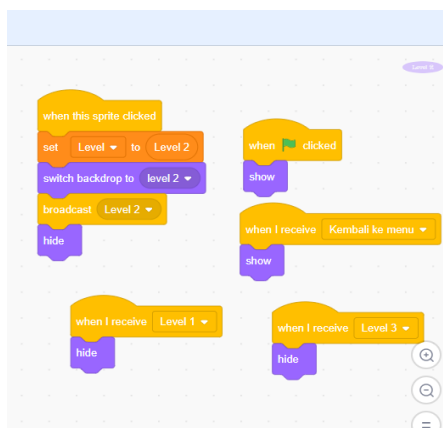 when this sprite clicked
set Level to Level 2
switch backdrop to level 2
broadcast Level 2
hide
when clicked
show
when I receive Kembali ke menu
show
when I receive Level 1
hide
when I receive Level 3
hide